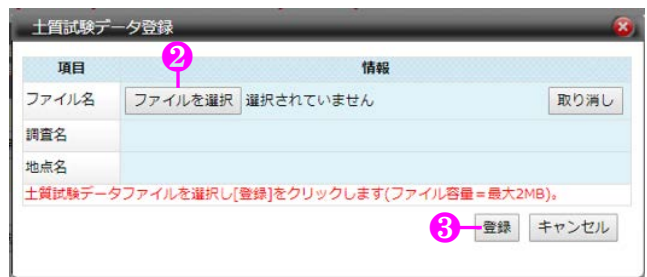 土質試験データ登録
2
項目 情報
ファイル名 ファイルを選択 選択されていません 取り消し
調査名
地点名
土質試験データファイルを選択し[登録]をクリックします(ファイル容量=最大2MB)。
3 登録 キャンセル